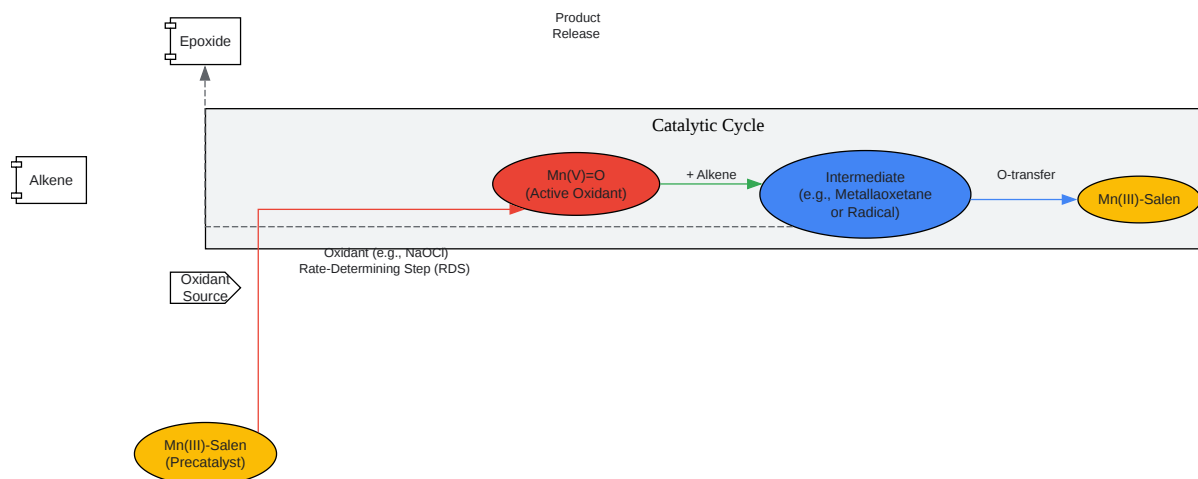 Product
Release
Epoxide
Catalytic Cycle
Alkene
Mn(V)=O
(Active Oxidant)
+ Alkene
Intermediate
(e.g., Metallaoxetane
or Radical)
O-transfer
Mn(III)-Salen
Oxidant (e.g., NaOCl)
Rate-Determining Step (RDS)
Oxidant
Source
Mn(III)-Salen
(Precatalyst)